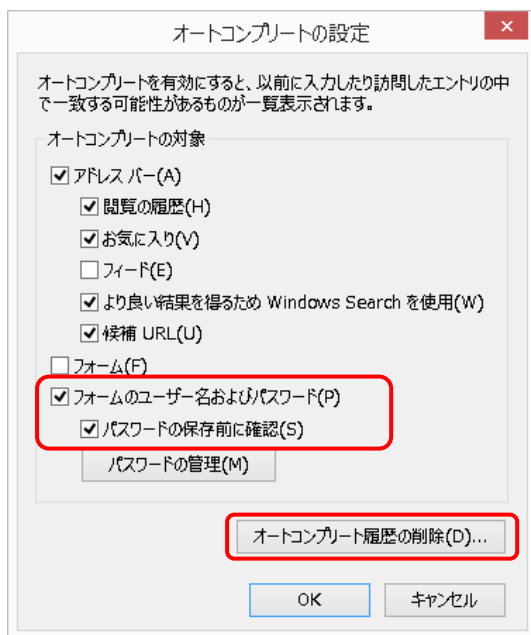 オートコンプリートの設定
オートコンプリートを有効にすると、以前に入力したり訪問したエントリの中
で一致する可能性があるものが一覧表示されます。
オートコンプリートの対象
アドレス バー(A)
閲覧の履歴(H)
お気に入り(V)
フィード(E)
より良い結果を得るため Windows Search を使用(W)
候補 URL(U)
フォーム(F)
フォームのユーザー名およびパスワード(P)
パスワードの保存前に確認(S)
パスワードの管理(M)
オートコンプリート履歴の削除(D)...
OK
キャンセル